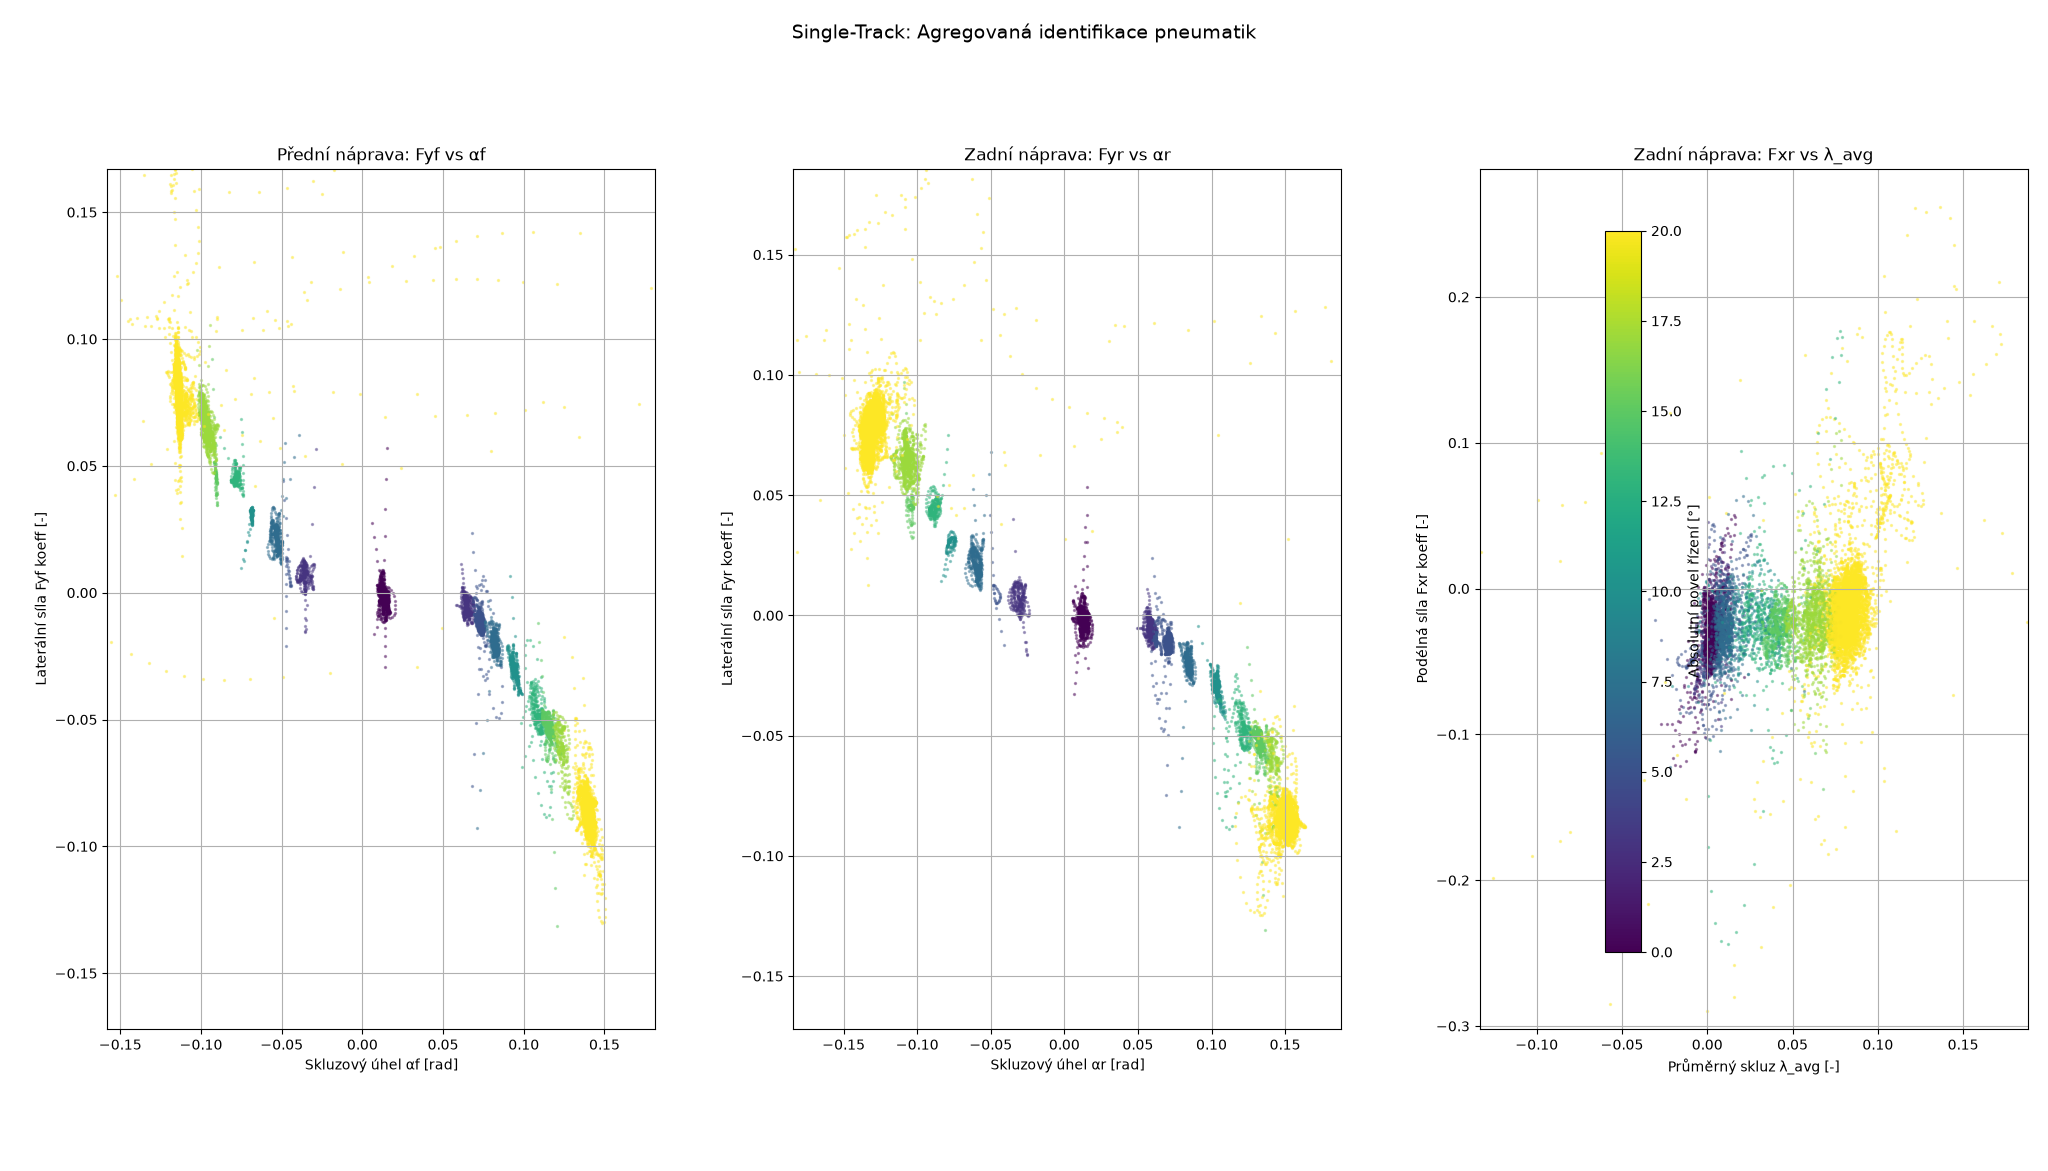 Single-Track: Agregovaná identifikace pneumatik
Přední náprava: Fyf vs αf
Laterální síla Fyf koeff [-]
0.15
0.10
0.05
0.00
−0.05
−0.10
−0.15
−0.15 −0.10 −0.05 0.00 0.05 0.10 0.15
Skluzový úhel αf [rad]
Zadní náprava: Fyr vs αr
Laterální síla Fyr koeff [-]
0.15
0.10
0.05
0.00
−0.05
−0.10
−0.15
−0.15 −0.10 −0.05 0.00 0.05 0.10 0.15
Skluzový úhel αr [rad]
Zadní náprava: Fxr vs λ_avg
Podélná síla Fxr koeff [-]
0.2
0.1
0.0
−0.1
−0.2
−0.3
−0.10 −0.05 0.00 0.05 0.10 0.15
Průměrný skluz λ_avg [-]
20.0
17.5
15.0
12.5
10.0
7.5
5.0
2.5
0.0
Absolutní povel řízení [°]